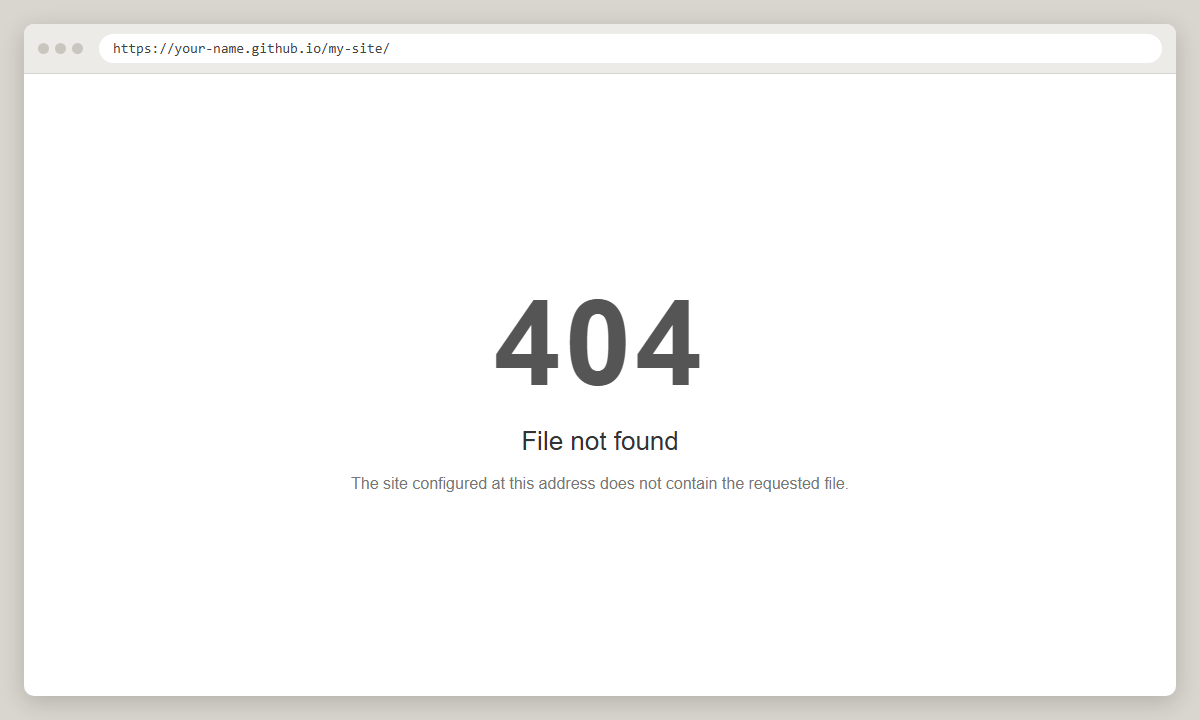 https://your-name.github.io/my-site/
404
File not found
The site configured at this address does not contain the requested file.